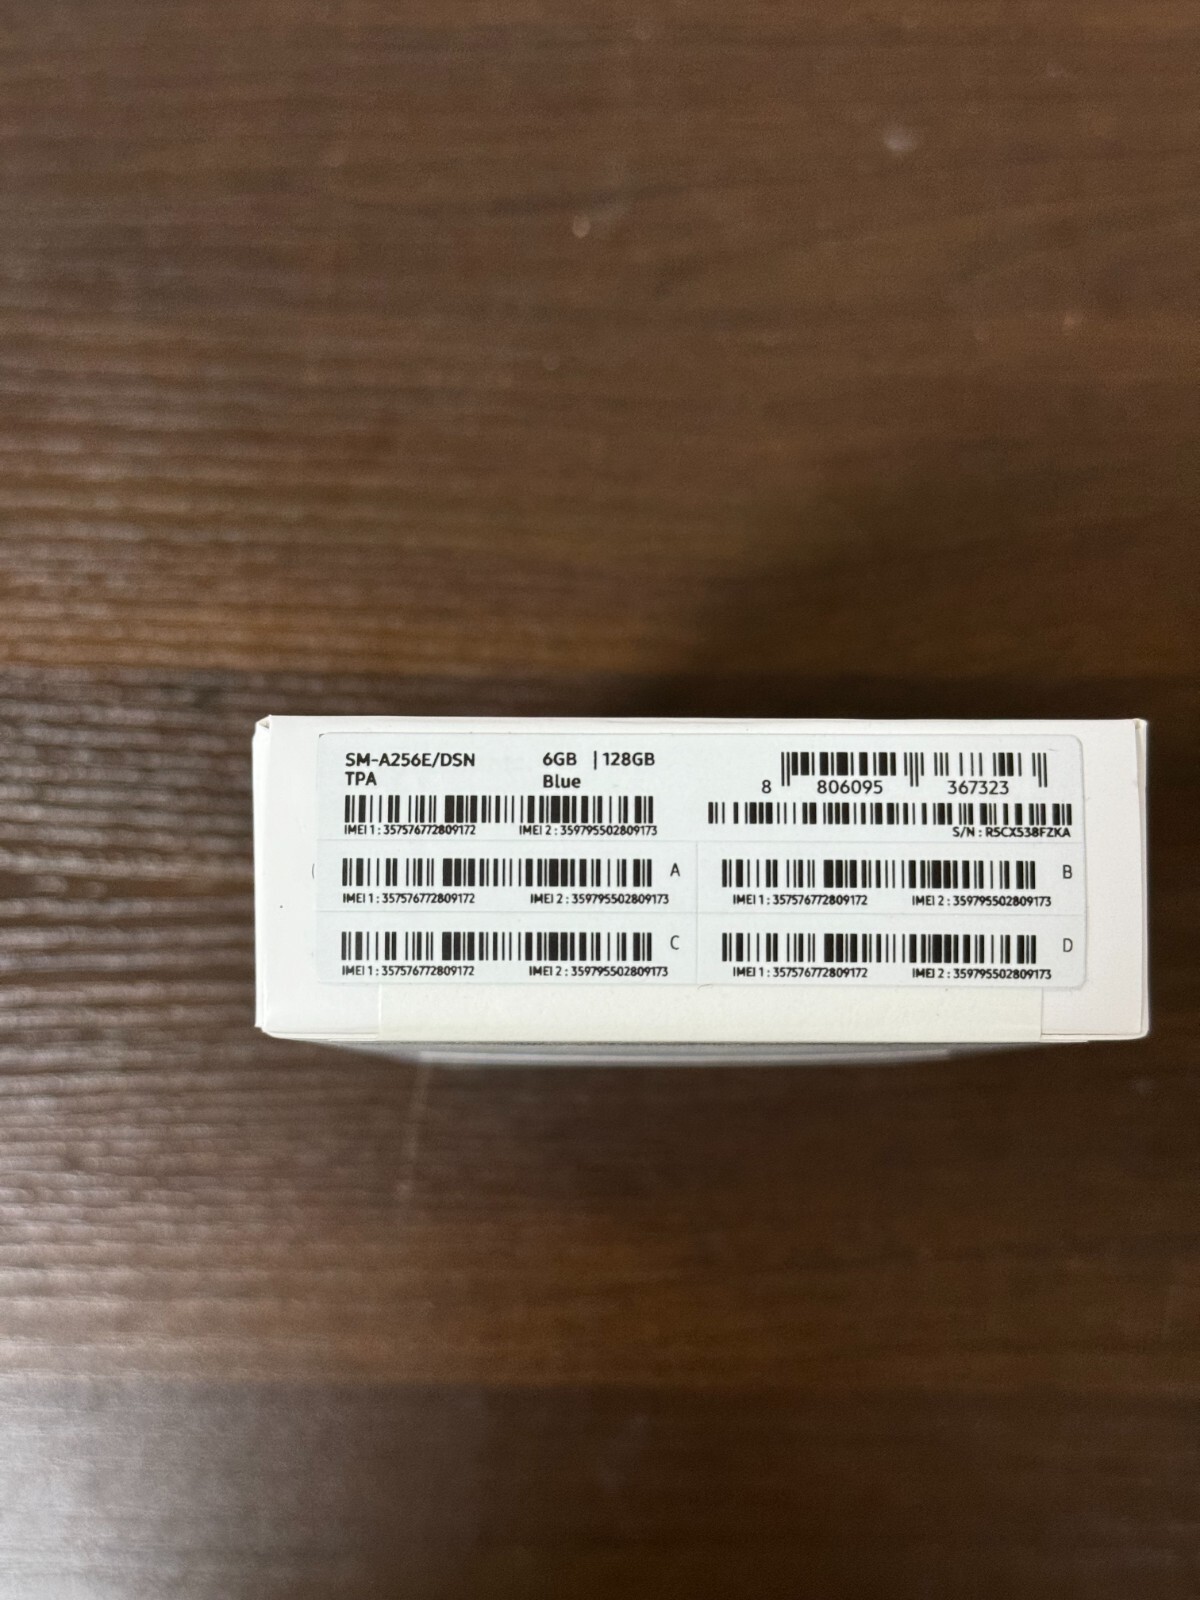 SM-A256E/DSN 6GB | 128GB
TPA Blue
8 806095 367323
IMEI 1 : 357576772809172 IMEI 2 : 359795502809173
S/N : R5CX538FZKA
A
IMEI 1 : 357576772809172 IMEI 2 : 359795502809173
B
IMEI 1 : 357576772809172 IMEI 2 : 359795502809173
C
IMEI 1 : 357576772809172 IMEI 2 : 359795502809173
D
IMEI 1 : 357576772809172 IMEI 2 : 359795502809173